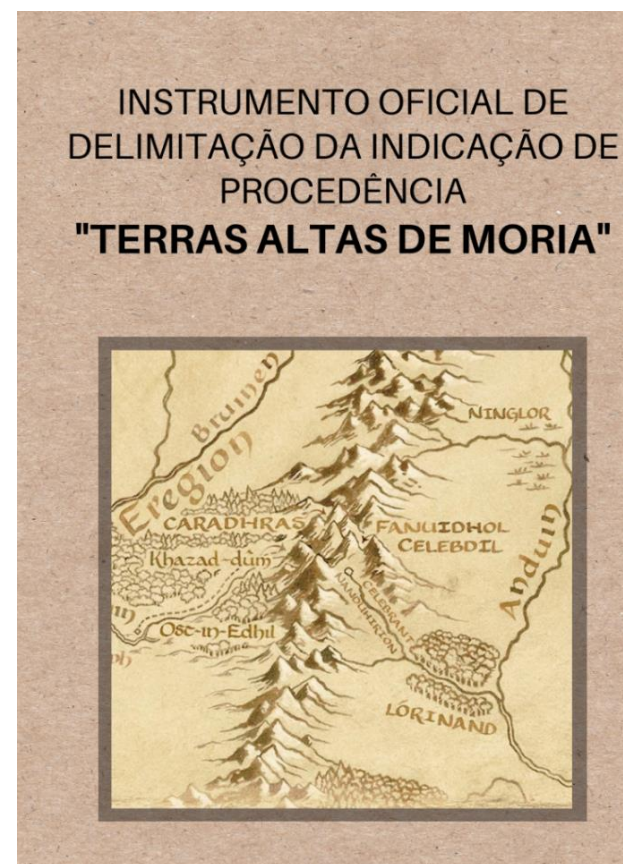 INSTRUMENTO OFICIAL DE
DELIMITAÇÃO DA INDICAÇÃO DE
PROCEDÊNCIA
"TERRAS ALTAS DE MORIA"
NINGLOR
Bruinen
Eregion
CARADHRAS
FANUIDHOL
CELEBDIL
Khazad-dûm
Anduin
CELEBRANT
NANDUHIRION
Ost-in-Edhil
LÓRINAND